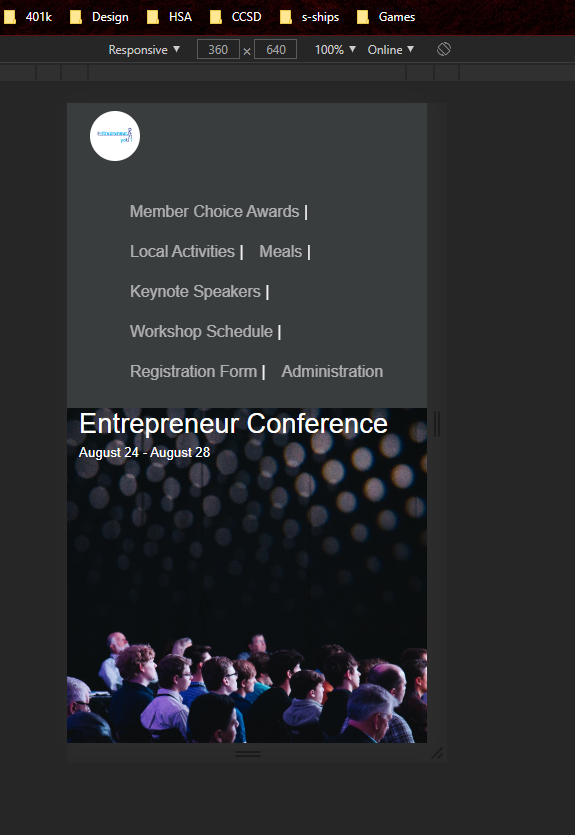 401k Design HSA CCSD s-ships Games
Responsive ▼ 360 × 640 100% ▼ Online ▼
Member Choice Awards |
Local Activities | Meals |
Keynote Speakers |
Workshop Schedule |
Registration Form | Administration
Entrepreneur Conference
August 24 - August 28